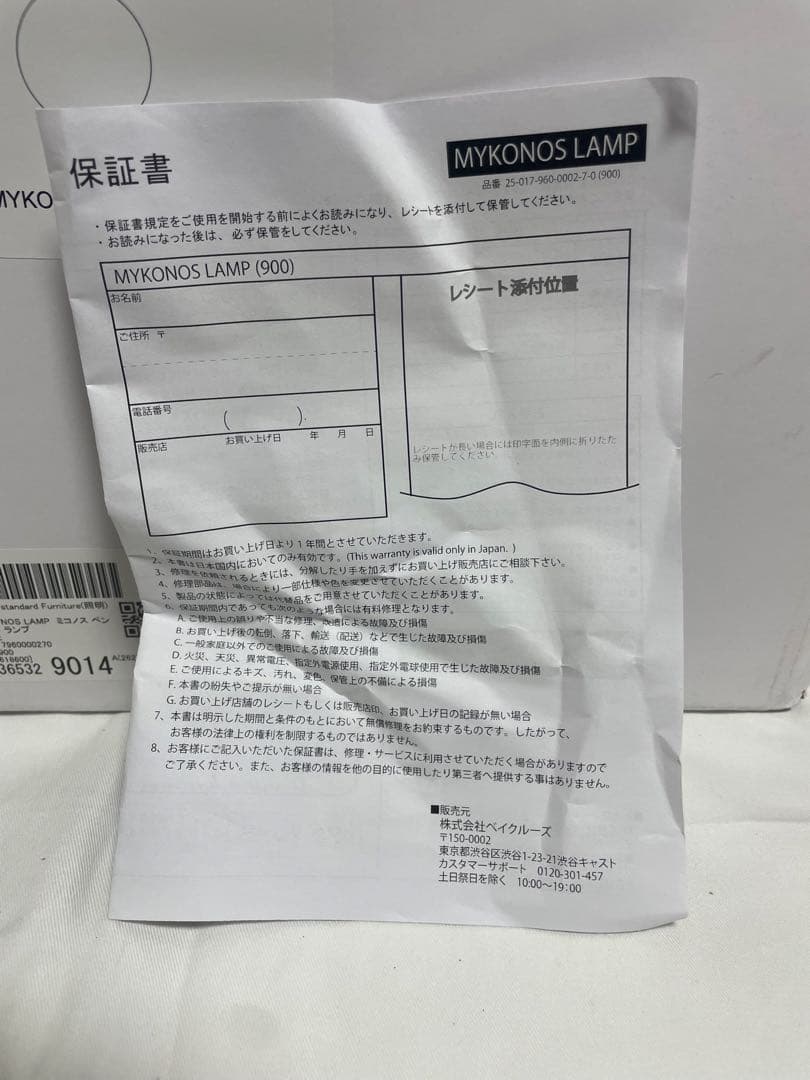 MYKO
保証書
MYKONOS LAMP
品番 25-017-960-0002-7-0 (900)
・保証書規定をご使用を開始する前によくお読みになり、レシートを添付して保管してください。
・お読みになった後は、必ず保管をしてください。
MYKONOS LAMP (900)
お名前
レシート添付位置
ご住所 〒
電話番号
( ).
販売店
お買い上げ日 年 月 日
レシートが長い場合には印字面を内側に折りたた
み保管してください
1、保証期間はお買い上げ日より1年間とさせていただきます。
2、本書は日本国内においてのみ有効です。(This warranty is valid only in Japan. )
3、修理を依頼されるときには、分解したり手を加えずにお買い上げ販売店にご相談下さい。
4、修理部品は、場合により一部仕様や色を変更させていただくことがあります。
5、製品の状態によっては代替品をご用意させていただくことがあります。
6、保証期間内であっても次のような場合には有料修理となります。
A. ご使用上の誤りや不当な修理、改造による故障及び損傷
B. お買い上げ後の転倒、落下、輸送（配送）などで生じた故障及び損傷
C. 一般家庭以外でのご使用による故障及び損傷
D. 火災、天災、異常電圧、指定外電源使用、指定外電球使用で生じた故障及び損傷
E. ご使用によるキズ、汚れ、変色、保管上の不備による損傷
F. 本書の紛失やご提示が無い場合
G. お買い上げ店舗のレシートもしくは販売店印、お買い上げ日の記録が無い場合
7、本書は明示した期間と条件のもとにおいて無償修理をお約束するものです。したがって、
お客様の法律上の権利を制限するものではありません。
8、お客様にご記入いただいた保証書は、修理・サービスに利用させていただく場合がありますので
ご了承ください。また、お客様の情報を他の目的に使用したり第三者へ提供する事はありません。
■販売元
株式会社ベイクルーズ
〒150-0002
東京都渋谷区渋谷1-23-21渋谷キャスト
カスタマーサポート 0120-301-457
土日祭日を除く 10:00～19:00
standard Furniture(照明)
NOS LAMP ミコノス ペン
ランプ
7960000270
900
36532 9014